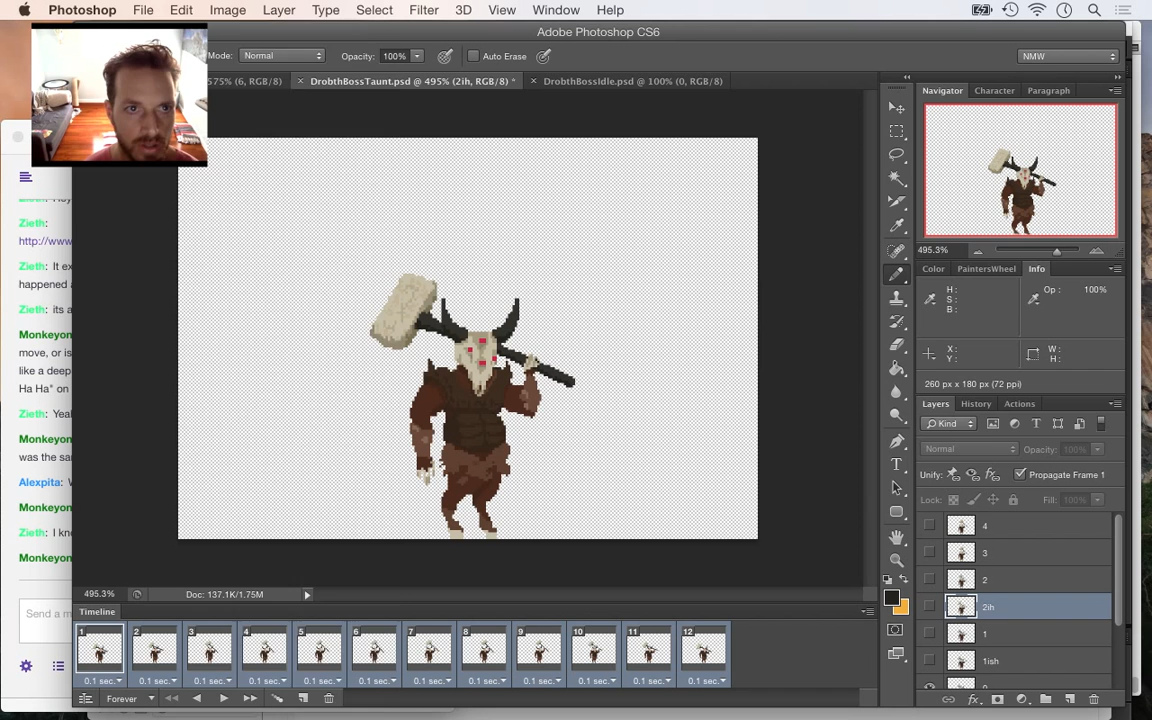 Photoshop File Edit Image Layer Type Select Filter 3D View Window Help
Adobe Photoshop CS6
Mode: Normal Opacity: 100% Auto Erase NMW
575% (6, RGB/8) DrobthBossTaunt.psd @ 495% (2ih, RGB/8) * DrobthBossIdle.psd @ 100% (0, RGB/8)
Navigator Character Paragraph
495.3%
Color PaintersWheel Info
H:
S:
B:
Op: 100%
X:
Y:
W:
H:
260 px x 180 px (72 ppi)
Layers History Actions
Kind
Normal Opacity: 100%
Unify: Propagate Frame 1
Lock: Fill: 100%
4
3
2
2ih
1
1ish
Zieth:
http://www
Zieth: It ex
happened a
Zieth: its a
Monkeyon
move, or is
like a deep
Ha Ha" on
Zieth: Yeal
Monkeyon
was the sa
Alexpita: W
Monkeyon
Zieth: I kno
Monkeyon
Send a m
495.3% Doc: 137.1K/1.75M
Timeline
1 2 3 4 5 6 7 8 9 10 11 12
0.1 sec. 0.1 sec. 0.1 sec. 0.1 sec. 0.1 sec. 0.1 sec. 0.1 sec. 0.1 sec. 0.1 sec. 0.1 sec. 0.1 sec. 0.1 sec.
Forever